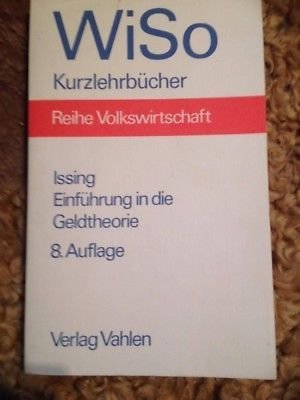 WiSo
Kurzlehrbücher
Reihe Volkswirtschaft
Issing
Einführung in die
Geldtheorie
8. Auflage
Verlag Vahlen